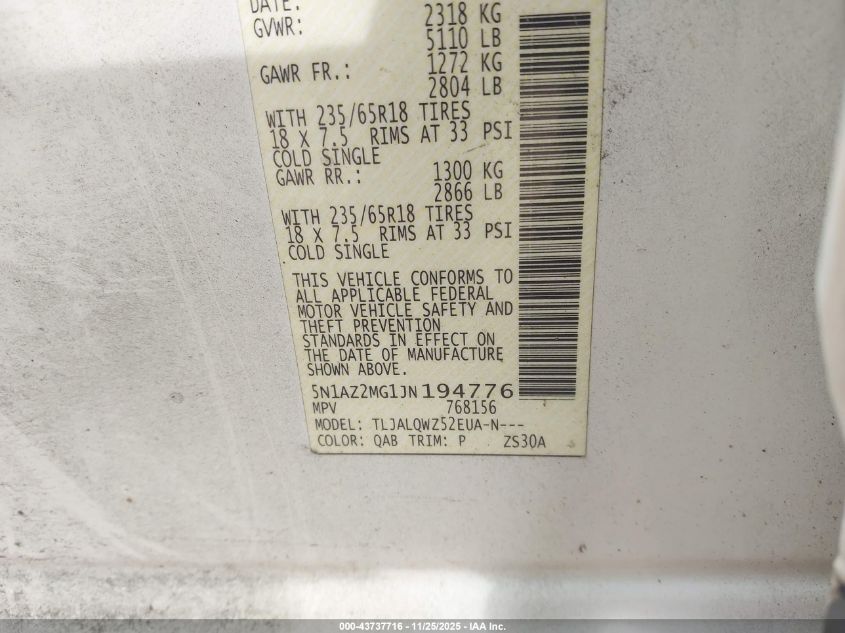 DATE:
GVWR: 2318 KG
5110 LB
GAWR FR.: 1272 KG
2804 LB
WITH 235/65R18 TIRES
18 X 7.5 RIMS AT 33 PSI
COLD SINGLE
GAWR RR.: 1300 KG
2866 LB
WITH 235/65R18 TIRES
18 X 7.5 RIMS AT 33 PSI
COLD SINGLE
THIS VEHICLE CONFORMS TO
ALL APPLICABLE FEDERAL
MOTOR VEHICLE SAFETY AND
THEFT PREVENTION
STANDARDS IN EFFECT ON
THE DATE OF MANUFACTURE
SHOWN ABOVE.
5N1AZ2MG1JN194776
MPV 768156
MODEL: TLJALQWZ52EUA-N---
COLOR: QAB TRIM: P ZS30A
000-43737716 - 11/25/2025 - IAA Inc.